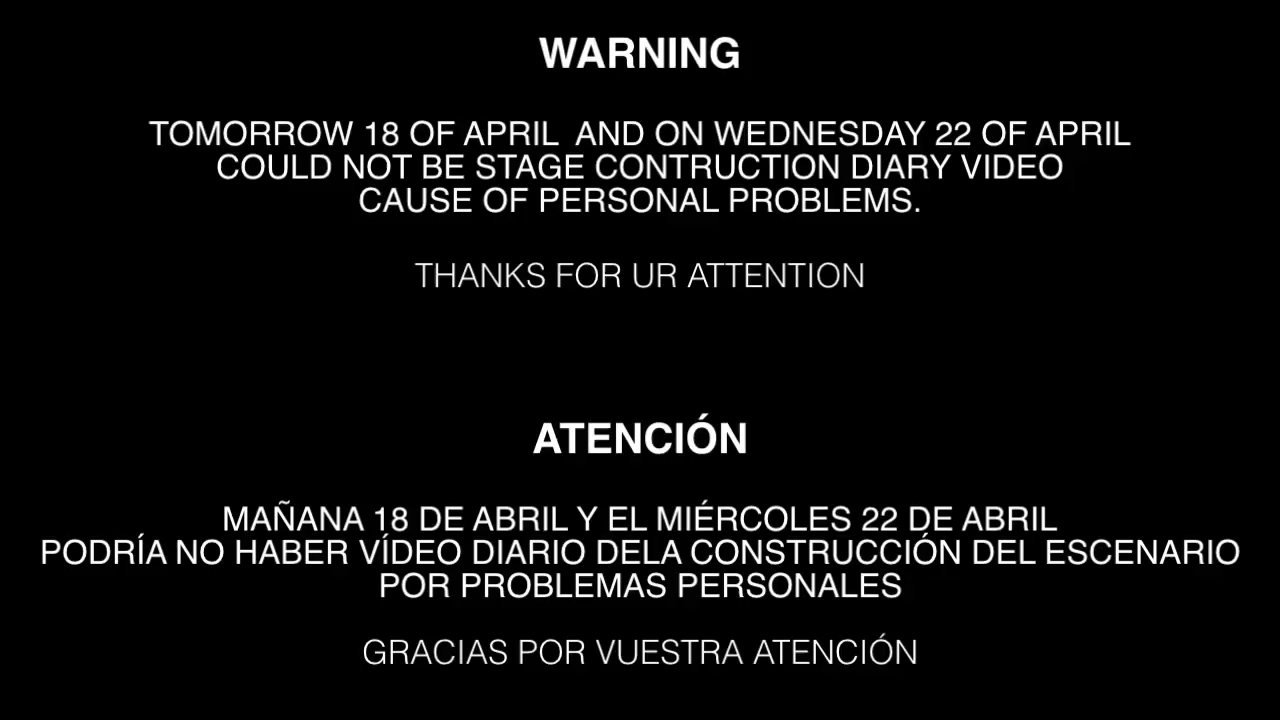 WARNING
TOMORROW 18 OF APRIL  AND ON WEDNESDAY 22 OF APRIL
COULD NOT BE STAGE CONTRUCTION DIARY VIDEO
CAUSE OF PERSONAL PROBLEMS.
THANKS FOR UR ATTENTION
ATENCIÓN
MAÑANA 18 DE ABRIL Y EL MIÉRCOLES 22 DE ABRIL
PODRÍA NO HABER VÍDEO DIARIO DELA CONSTRUCCIÓN DEL ESCENARIO
POR PROBLEMAS PERSONALES
GRACIAS POR VUESTRA ATENCIÓN